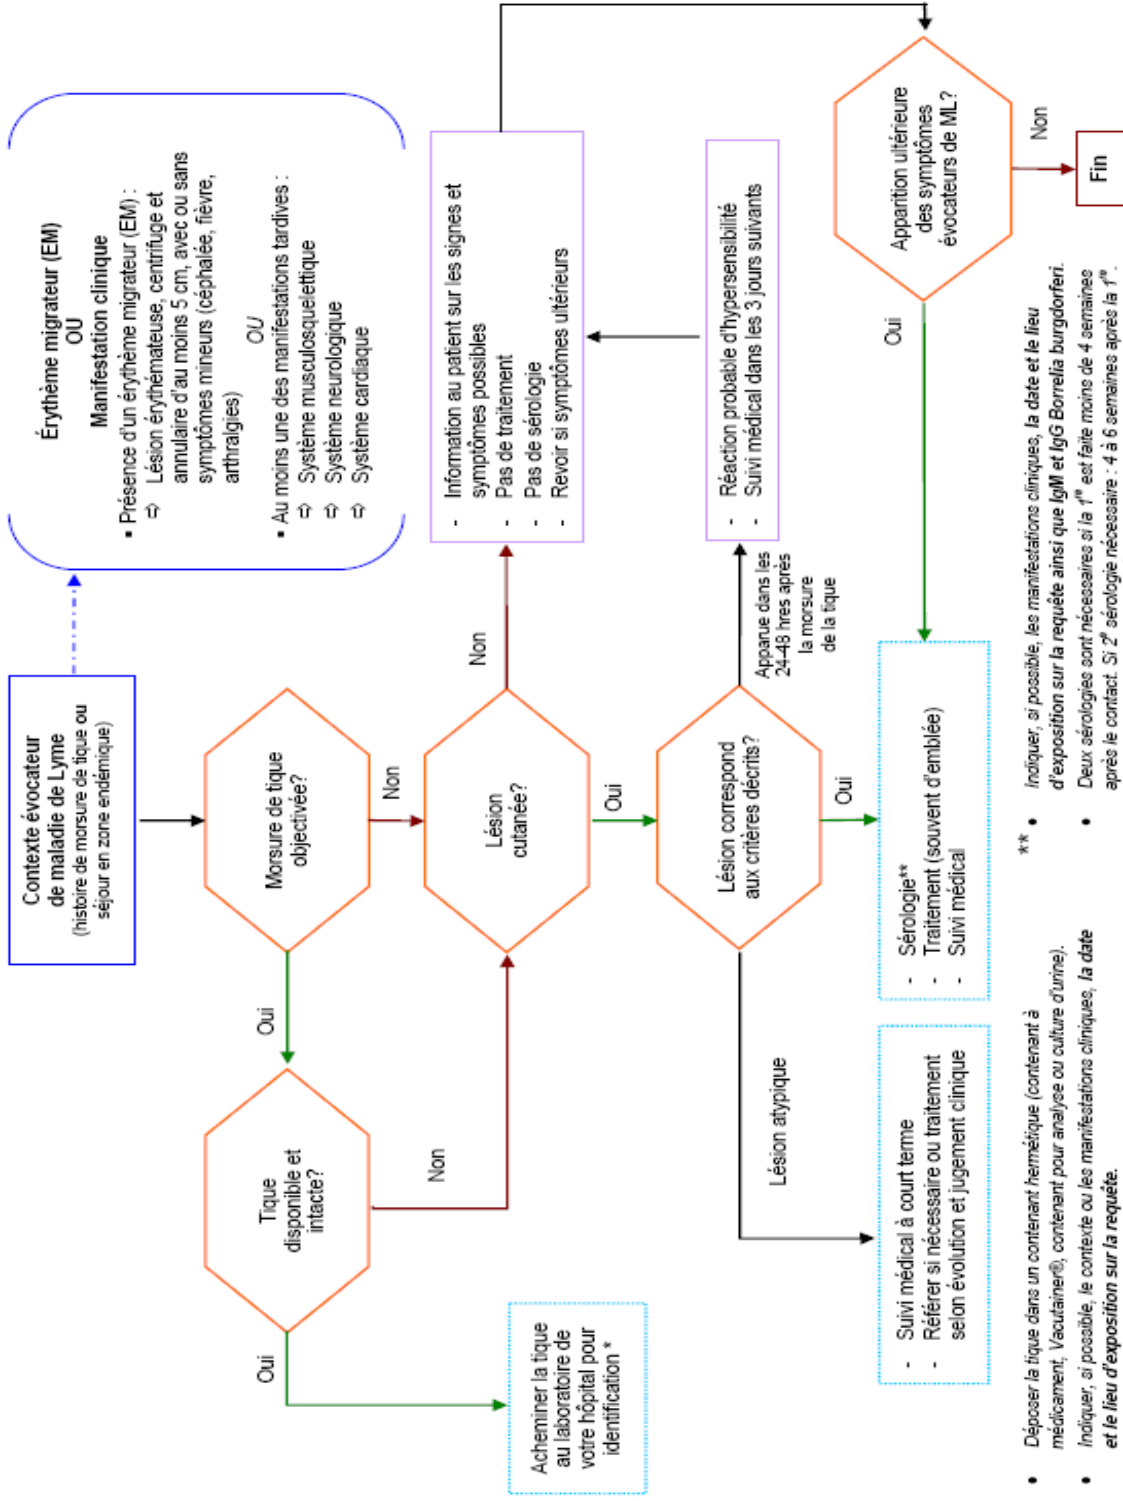 Contexte évocateur
de maladie de Lyme
(histoire de morsure de tique ou
séjour en zone endémique)
Érythème migrateur (EM)
OU
Manifestation clinique
▪ Présence d'un érythème migrateur (EM) :
⇨ Lésion érythémateuse, centrifuge et
annulaire d'au moins 5 cm, avec ou sans
symptômes mineurs (céphalée, fièvre,
arthralgies)
OU
▪ Au moins une des manifestations tardives :
⇨ Système musculosquelettique
⇨ Système neurologique
⇨ Système cardiaque
Morsure de tique
objectivée?
Oui
Non
Tique
disponible et
intacte?
Oui
Non
Acheminer la tique
au laboratoire de
votre hôpital pour
identification *
Lésion
cutanée?
Non
Oui
- Information au patient sur les signes et
symptômes possibles
- Pas de traitement
- Pas de sérologie
- Revoir si symptômes ultérieurs
Lésion correspond
aux critères décrits?
Apparue dans les
24-48 hres après
la morsure
de la tique
- Réaction probable d'hypersensibilité
- Suivi médical dans les 3 jours suivants
Lésion atypique
Oui
- Suivi médical à court terme
- Référer si nécessaire ou traitement
selon évolution et jugement clinique
- Sérologie**
- Traitement (souvent d'emblée)
- Suivi médical
Apparition ultérieure
des symptômes
évocateurs de ML?
Oui
Non
Fin
• Déposer la tique dans un contenant hermétique (contenant à
médicament, Vacutainer®, contenant pour analyse ou culture d'urine).
• Indiquer, si possible, le contexte ou les manifestations cliniques, la date
et le lieu d'exposition sur la requête.
** • Indiquer, si possible, les manifestations cliniques, la date et le lieu
d'exposition sur la requête ainsi que IgM et IgG Borrelia burgdorferi.
• Deux sérologies sont nécessaires si la 1re est faite moins de 4 semaines
après le contact. Si 2e sérologie nécessaire : 4 à 6 semaines après la 1re.